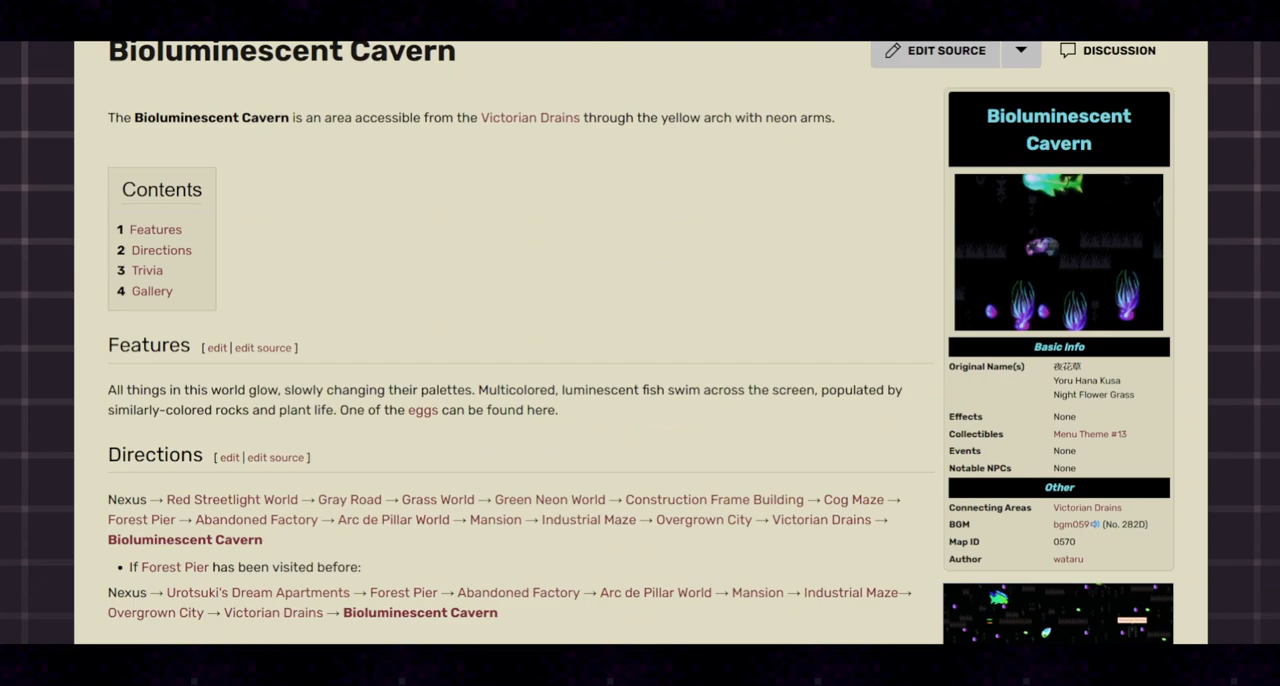 Bioluminescent Cavern
EDIT SOURCE
DISCUSSION
The Bioluminescent Cavern is an area accessible from the Victorian Drains through the yellow arch with neon arms.
Contents
1 Features
2 Directions
3 Trivia
4 Gallery
Features [ edit | edit source ]
All things in this world glow, slowly changing their palettes. Multicolored, luminescent fish swim across the screen, populated by
similarly-colored rocks and plant life. One of the eggs can be found here.
Directions [ edit | edit source ]
Nexus → Red Streetlight World → Gray Road → Grass World → Green Neon World → Construction Frame Building → Cog Maze →
Forest Pier → Abandoned Factory → Arc de Pillar World → Mansion → Industrial Maze → Overgrown City → Victorian Drains →
Bioluminescent Cavern
• If Forest Pier has been visited before:
Nexus → Urotsuki's Dream Apartments → Forest Pier → Abandoned Factory → Arc de Pillar World → Mansion → Industrial Maze→
Overgrown City → Victorian Drains → Bioluminescent Cavern
Bioluminescent
Cavern
Basic Info
Original Name(s) 夜花草
Yoru Hana Kusa
Night Flower Grass
Effects None
Collectibles Menu Theme #13
Events None
Notable NPCs None
Other
Connecting Areas Victorian Drains
BGM bgm059 (No. 282D)
Map ID 0570
Author wataru